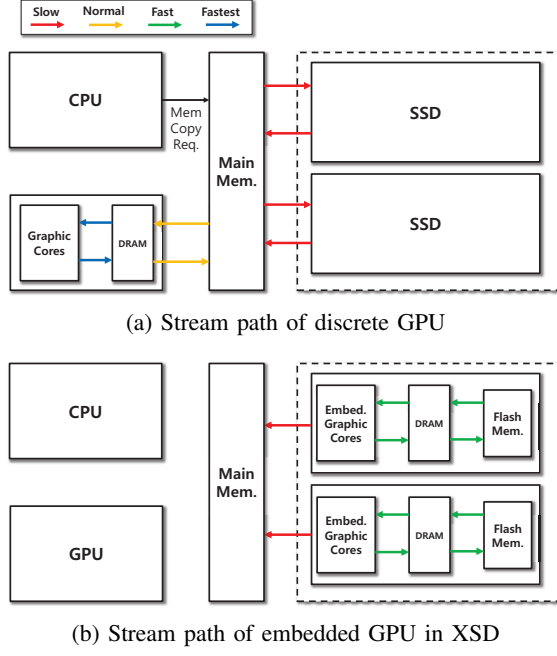 Slow Normal Fast Fastest
CPU
Mem
Copy
Req.
Main
Mem.
SSD
SSD
Graphic
Cores
DRAM
(a) Stream path of discrete GPU
CPU
GPU
Main
Mem.
Embed.
Graphic
Cores
DRAM
Flash
Mem.
Embed.
Graphic
Cores
DRAM
Flash
Mem.
(b) Stream path of embedded GPU in XSD